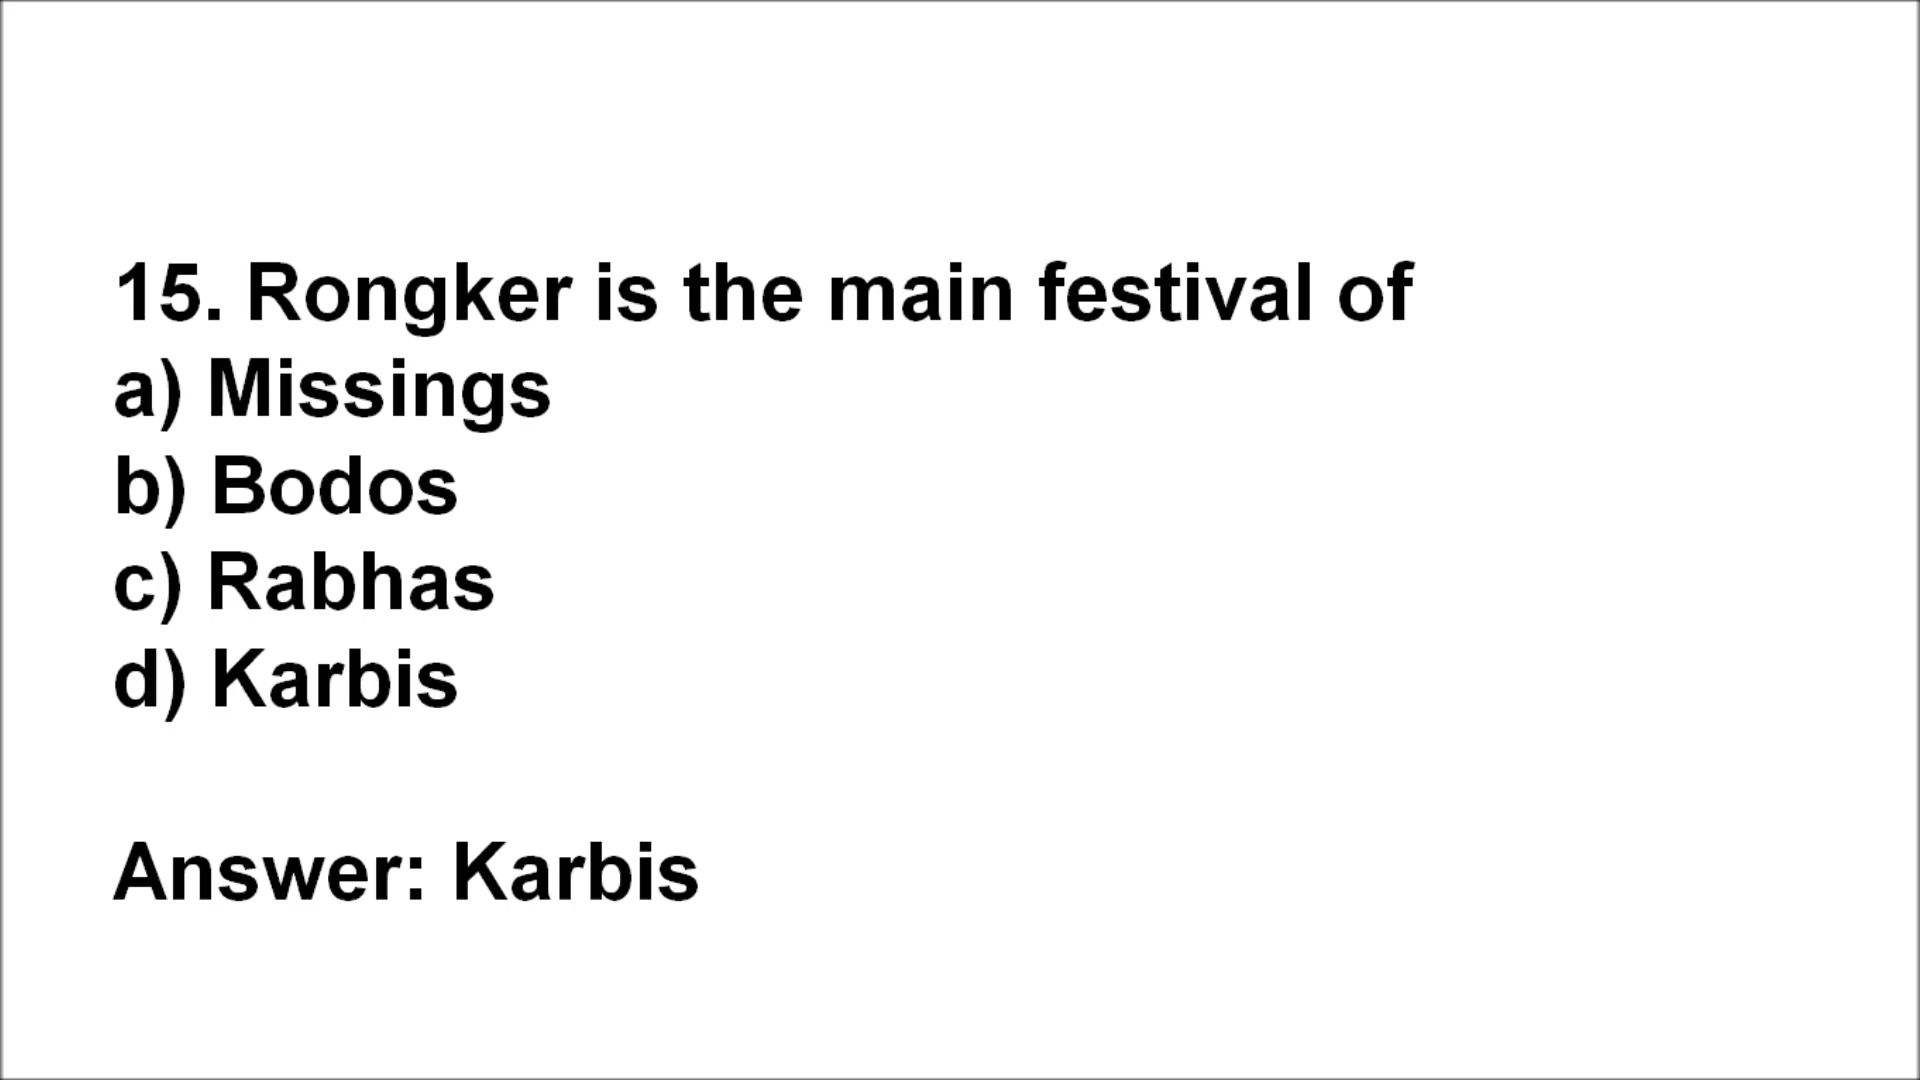 15. Rongker is the main festival of
a) Missings
b) Bodos
c) Rabhas
d) Karbis
Answer: Karbis